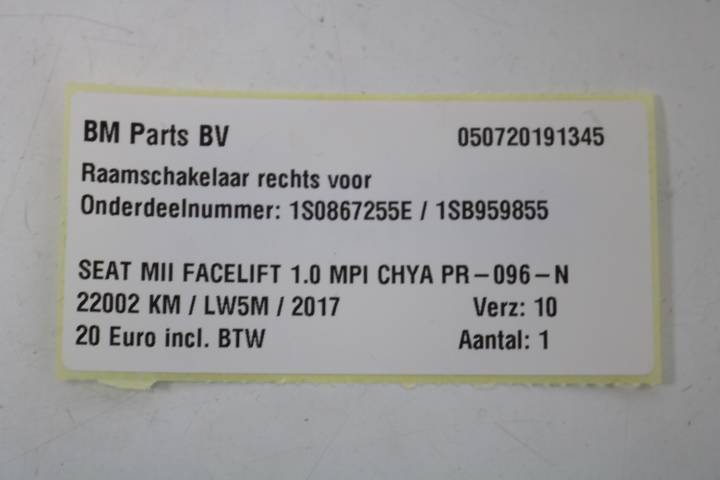 BM Parts BV 050720191345
Raamschakelaar rechts voor
Onderdeelnummer: 1S0867255E / 1SB959855
SEAT MII FACELIFT 1.0 MPI CHYA PR-096-N
22002 KM / LW5M / 2017 Verz: 10
20 Euro incl. BTW Aantal: 1